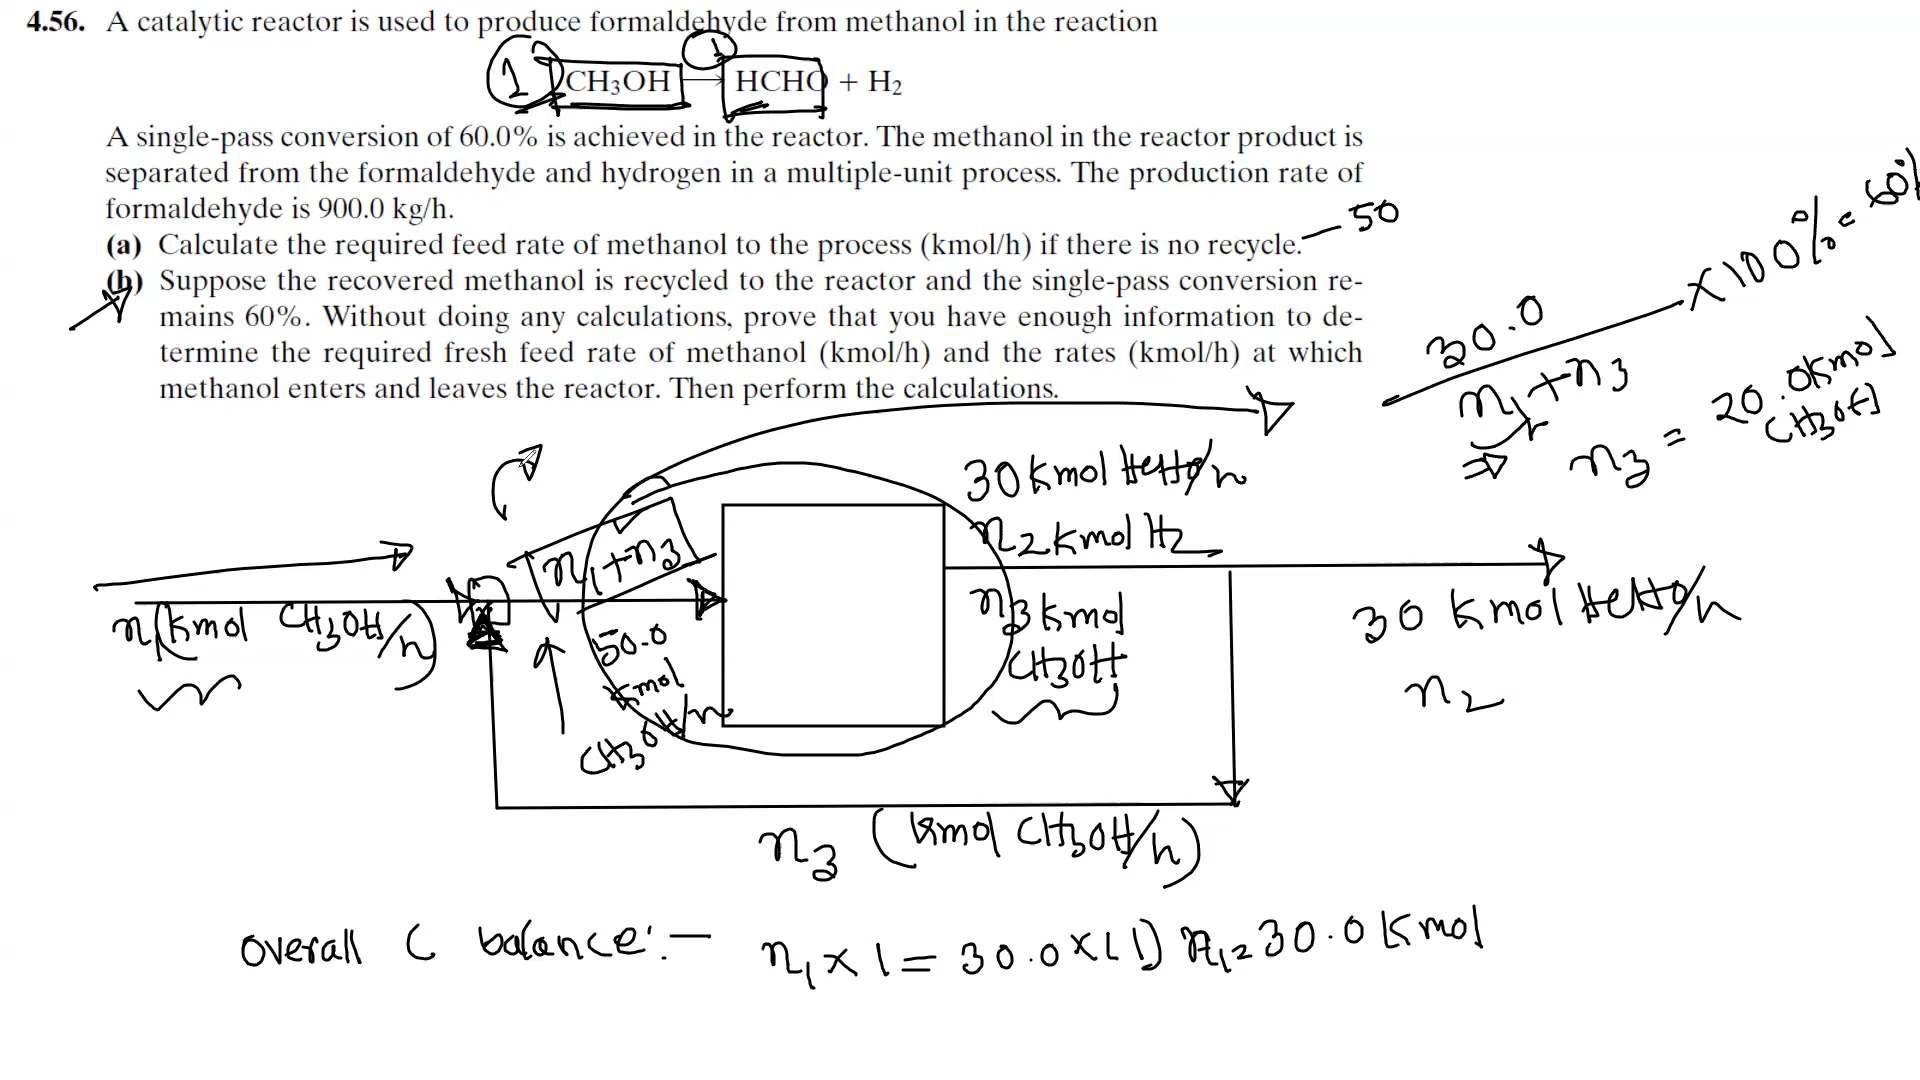 4.56. A catalytic reactor is used to produce formaldehyde from methanol in the reaction
1 CH₃OH → 1 HCHO + H₂
A single-pass conversion of 60.0% is achieved in the reactor. The methanol in the reactor product is
separated from the formaldehyde and hydrogen in a multiple-unit process. The production rate of
formaldehyde is 900.0 kg/h.
(a) Calculate the required feed rate of methanol to the process (kmol/h) if there is no recycle. — 50
(b) Suppose the recovered methanol is recycled to the reactor and the single-pass conversion re-
mains 60%. Without doing any calculations, prove that you have enough information to de-
termine the required fresh feed rate of methanol (kmol/h) and the rates (kmol/h) at which
methanol enters and leaves the reactor. Then perform the calculations.
30.0
n₁+n₃
×100% = 60%
⇒ n₃ = 20.0 kmol
CH₃OH
n₁ (kmol CH₃OH/h)
n₁+n₃
50.0
kmol
CH₃OH/h
30 kmol HCHO/h
n₂ kmol H₂
n₃ kmol
CH₃OH
30 kmol HCHO/h
n₂
n₃ (kmol CH₃OH/h)
Overall C balance:- n₁ × 1 = 30.0 × (1) n₁ = 30.0 kmol